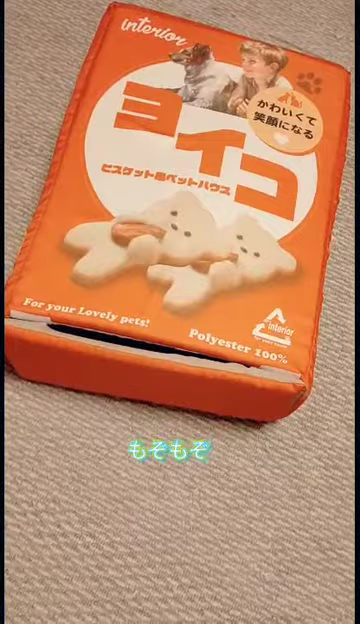 interior
かわいくて
笑顔になる
ヨイコ
ビスケット型ペットハウス
For your Lovely pets!
Polyester 100%
interior
もぞもぞ